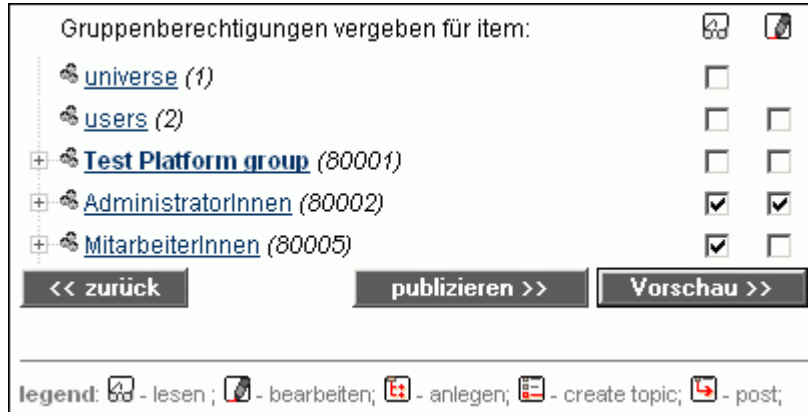 Gruppenberechtigungen vergeben für item:
universe (1)
users (2)
Test Platform group (80001)
AdministratorInnen (80002)
MitarbeiterInnen (80005)
<< zurück publizieren >> Vorschau >>
legend: - lesen ; - bearbeiten; - anlegen; - create topic; - post;